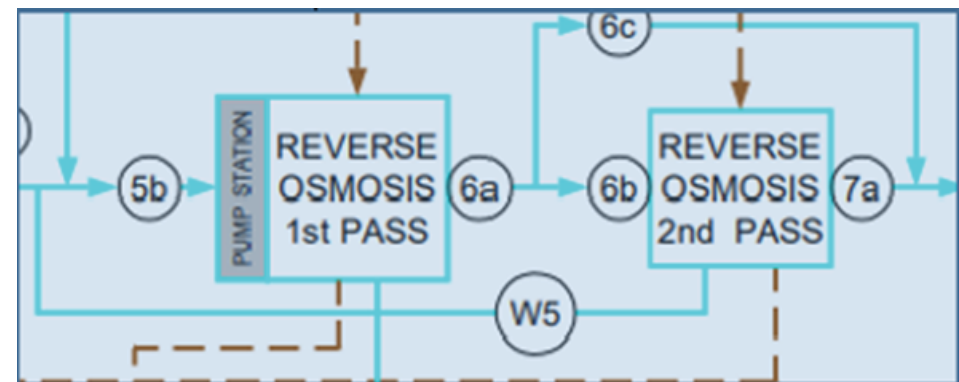 6c
5b
PUMP STATION
REVERSE
OSMOSIS
1st PASS
6a
6b
REVERSE
OSMOSIS
2nd PASS
7a
W5